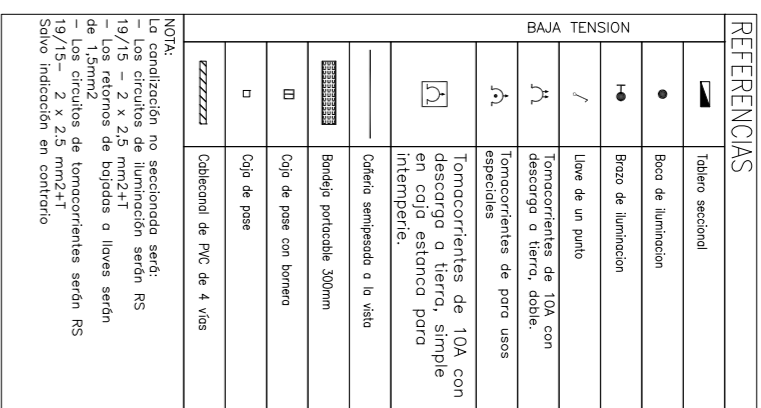 REFERENCIAS
BAJA TENSION
Tablero seccional
Boca de iluminacion
Brazo de iluminacion
Llave de un punto
Tomacorrientes de 10A con
descarga a tierra, doble.
Tomacorrientes de para usos
especiales
Tomacorrientes de 10A con
descarga a tierra, simple
en caja estanca para
intemperie.
Cañeria semipesada a la vista
Bandeja portacable 300mm
Caja de pase con bornera
Caja de pase
Cablecanal de PVC de 4 vías
NOTA:
La canalización no seccionada será:
- Los circuitos de iluminación serán RS
19/15 - 2 x 2,5 mm2+T
- Los retornos de bajadas a llaves serán
de 1,5mm2
- Los circuitos de tomacorrientes serán RS
19/15- 2 x 2.5 mm2+T
Salvo indicación en contrario